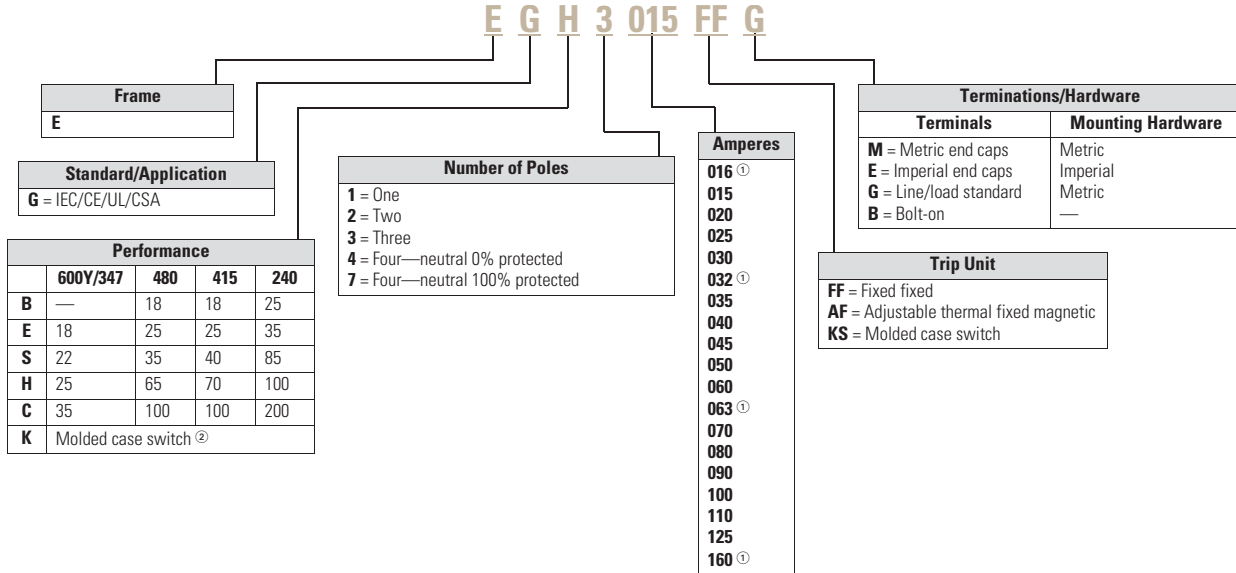 E G H 3 015 FF G
Frame
E
Standard/Application
G = IEC/CE/UL/CSA
Performance
600Y/347 480 415 240
B — 18 18 25
E 18 25 25 35
S 22 35 40 85
H 25 65 70 100
C 35 100 100 200
K Molded case switch ②
Number of Poles
1 = One
2 = Two
3 = Three
4 = Four—neutral 0% protected
7 = Four—neutral 100% protected
Amperes
016 ①
015
020
025
030
032 ①
035
040
045
050
060
063 ①
070
080
090
100
110
125
160 ①
Terminations/Hardware
Terminals Mounting Hardware
M = Metric end caps Metric
E = Imperial end caps Imperial
G = Line/load standard Metric
B = Bolt-on —
Trip Unit
FF = Fixed fixed
AF = Adjustable thermal fixed magnetic
KS = Molded case switch